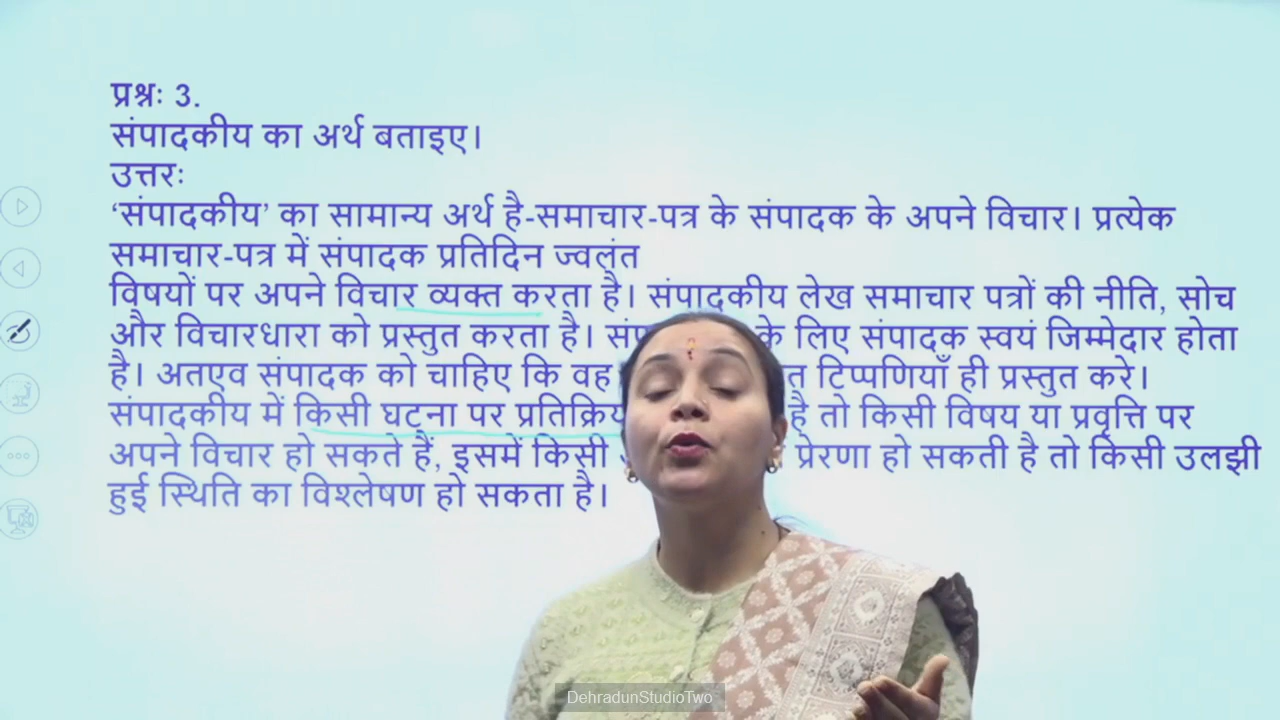 प्रश्नः 3.
संपादकीय का अर्थ बताइए।
उत्तरः
‘संपादकीय’ का सामान्य अर्थ है-समाचार-पत्र के संपादक के अपने विचार। प्रत्येक
समाचार-पत्र में संपादक प्रतिदिन ज्वलंत
विषयों पर अपने विचार व्यक्त करता है। संपादकीय लेख समाचार पत्रों की नीति, सोच
और विचारधारा को प्रस्तुत करता है। के लिए संपादक स्वयं जिम्मेदार होता
है। अतएव संपादक को चाहिए कि वह टिप्पणियाँ ही प्रस्तुत करे।
संपादकीय में किसी घटना पर है तो किसी विषय या प्रवृत्ति पर
अपने विचार हो सकते हैं, इसमें किसी प्रेरणा हो सकती है तो किसी उलझी
हुई स्थिति का विश्लेषण हो सकता है।
DehradunStudioTwo